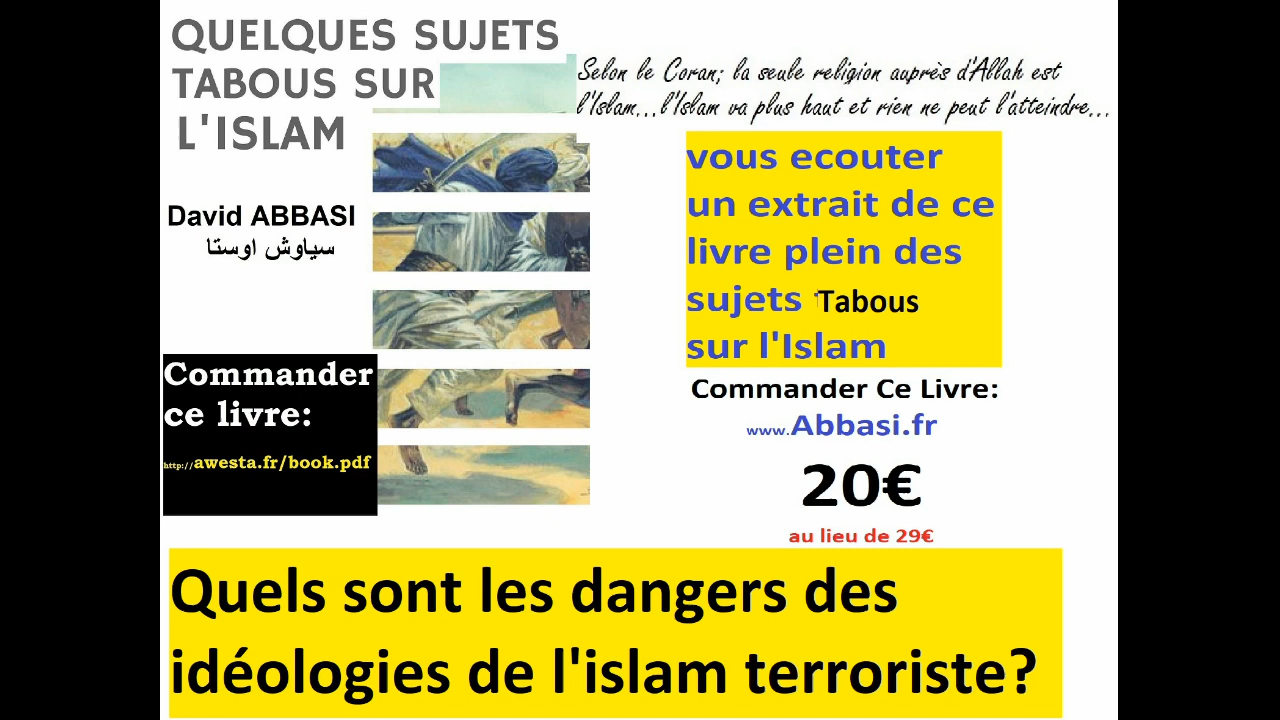 QUELQUES SUJETS
TABOUS SUR
L'ISLAM
Selon le Coran; la seule religion auprès d'Allah est
l'Islam...l'Islam va plus haut et rien ne peut l'atteindre...
David ABBASI
سیاوش اوستا
vous ecouter
un extrait de ce
livre plein des
sujets Tabous
sur l'Islam
Commander
ce livre:
http://awesta.fr/book.pdf
Commander Ce Livre:
www.Abbasi.fr
20€
au lieu de 29€
Quels sont les dangers des
idéologies de l'islam terroriste?